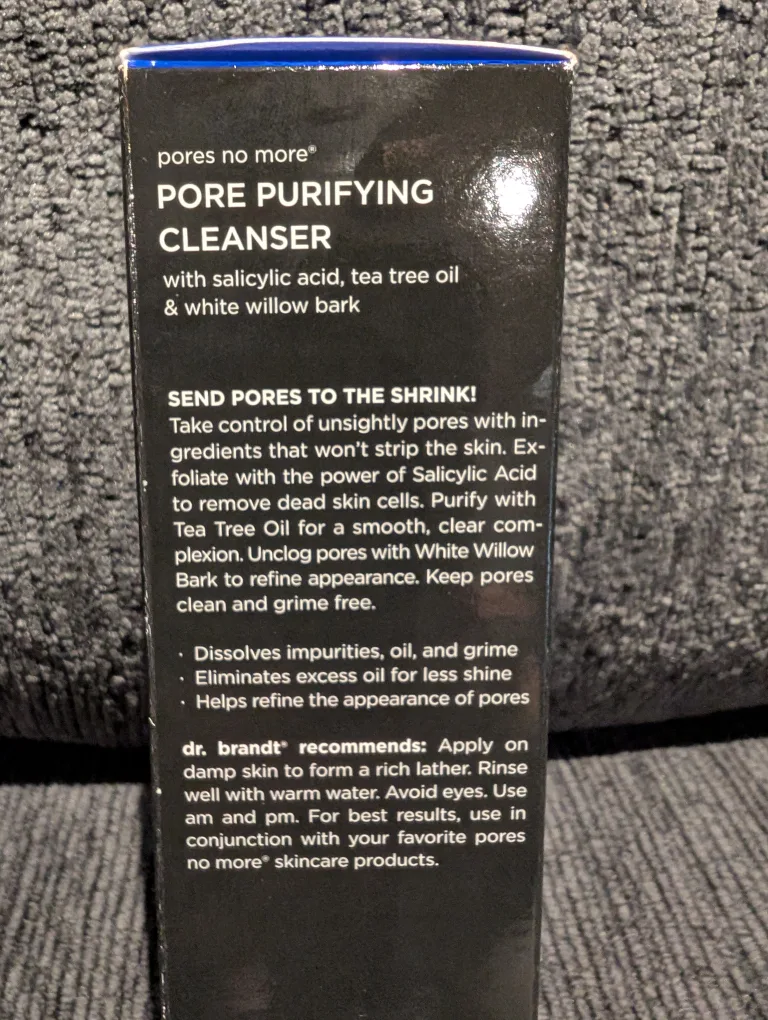 pores no more®
PORE PURIFYING
CLEANSER
with salicylic acid, tea tree oil
& white willow bark
SEND PORES TO THE SHRINK!
Take control of unsightly pores with in-
gredients that won't strip the skin. Ex-
foliate with the power of Salicylic Acid
to remove dead skin cells. Purify with
Tea Tree Oil for a smooth, clear com-
plexion. Unclog pores with White Willow
Bark to refine appearance. Keep pores
clean and grime free.
· Dissolves impurities, oil, and grime
· Eliminates excess oil for less shine
· Helps refine the appearance of pores
dr. brandt® recommends: Apply on
damp skin to form a rich lather. Rinse
well with warm water. Avoid eyes. Use
am and pm. For best results, use in
conjunction with your favorite pores
no more® skincare products.